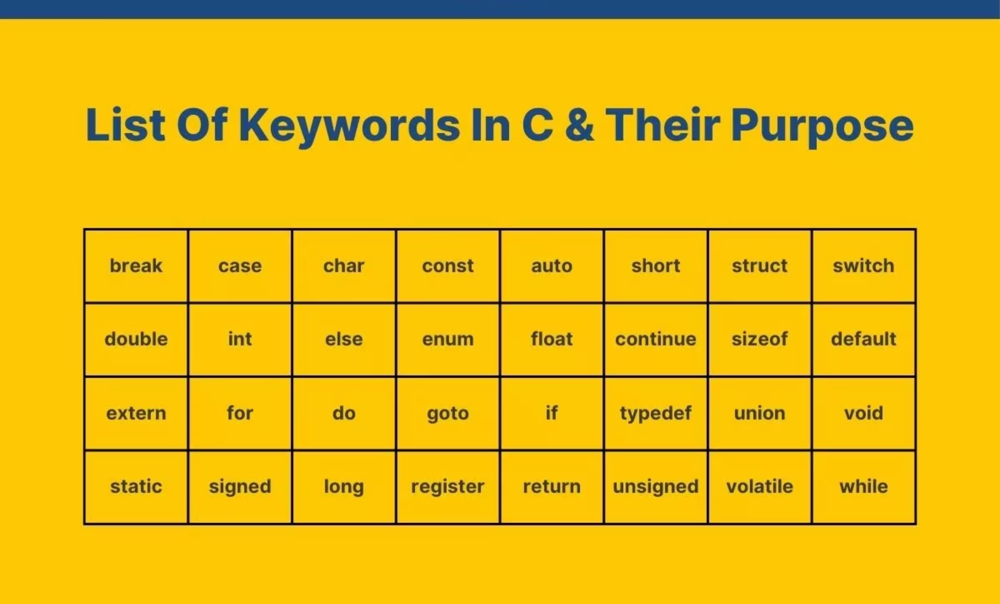 List Of Keywords In C & Their Purpose
break case char const auto short struct switch
double int else enum float continue sizeof default
extern for do goto if typedef union void
static signed long register return unsigned volatile while